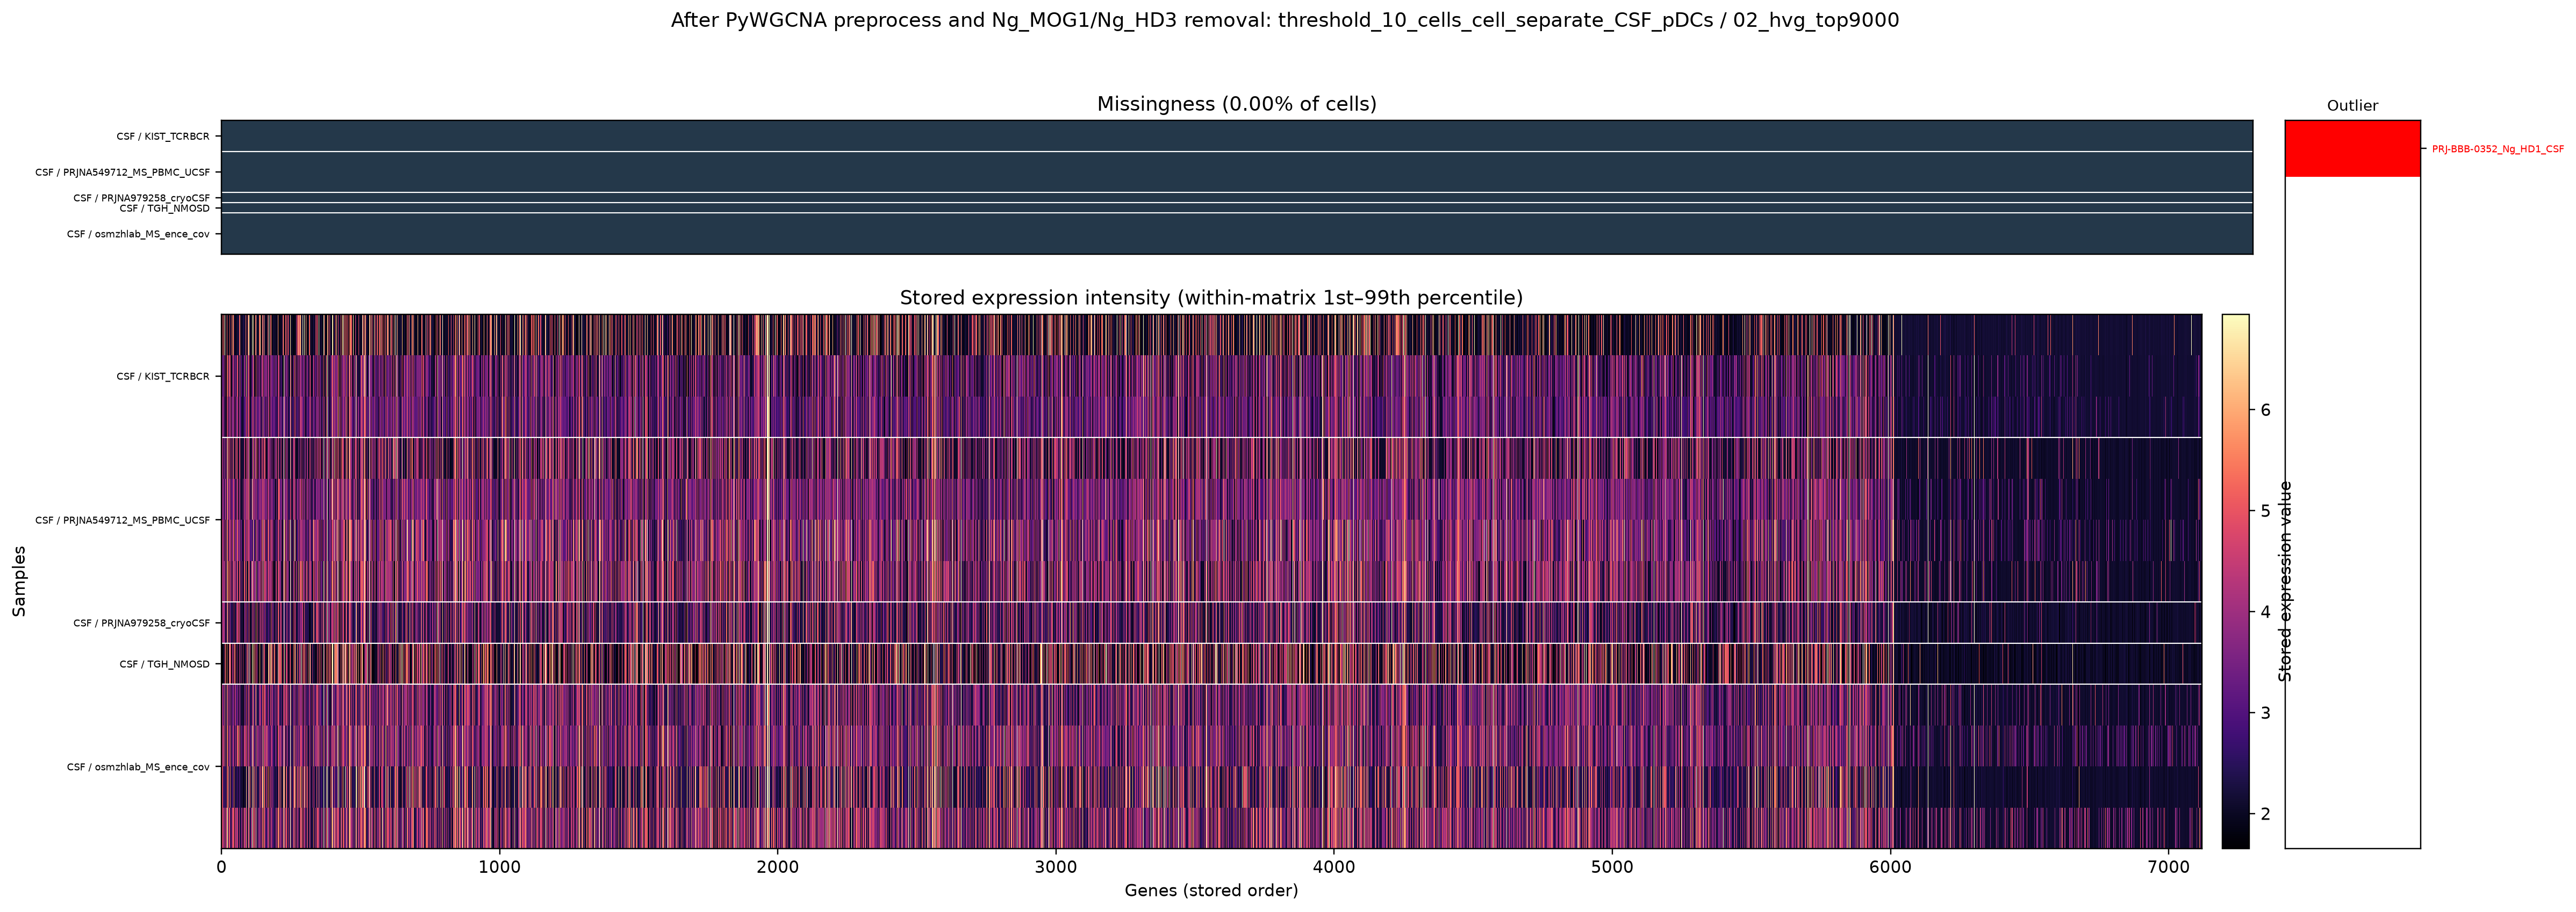 After PyWGCNA preprocess and Ng_MOG1/Ng_HD3 removal: threshold_10_cells_cell_separate_CSF_pDCs / 02_hvg_top9000
Missingness (0.00% of cells)
CSF / KIST_TCRBCR
CSF / PRJNA549712_MS_PBMC_UCSF
CSF / PRJNA979258_cryoCSF
CSF / TGH_NMOSD
CSF / osmzhlab_MS_ence_cov
Outlier
PRJ-BBB-0352_Ng_HD1_CSF
Stored expression intensity (within-matrix 1st–99th percentile)
Samples
CSF / KIST_TCRBCR
CSF / PRJNA549712_MS_PBMC_UCSF
CSF / PRJNA979258_cryoCSF
CSF / TGH_NMOSD
CSF / osmzhlab_MS_ence_cov
0 1000 2000 3000 4000 5000 6000 7000
Genes (stored order)
6
5
4
3
2
Stored expression value